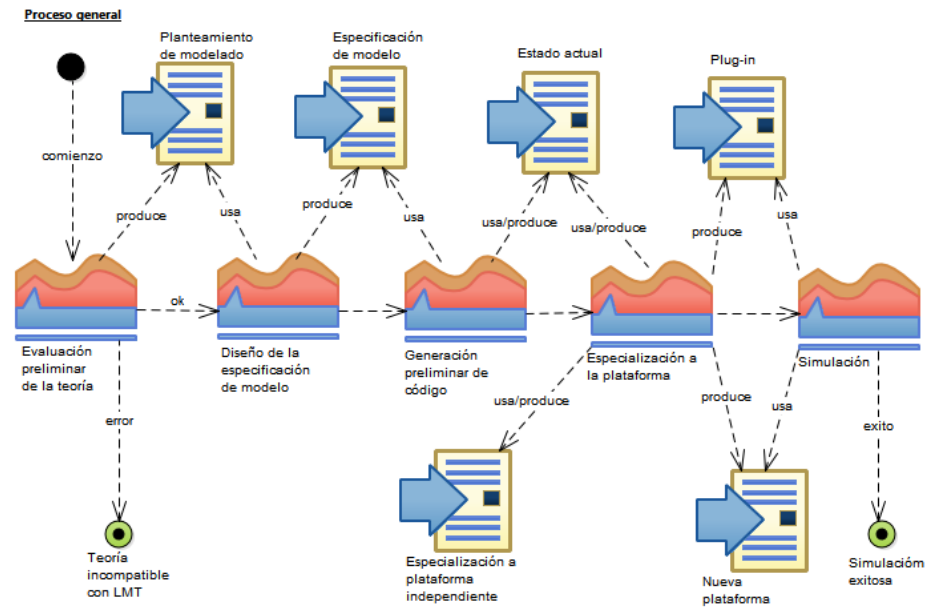 Proceso general
Planteamiento
de modelado
Especificación
de modelo
Estado actual
Plug-in
comienzo
produce
usa
produce
usa
usa/produce
usa/produce
produce
usa
ok
Evaluación
preliminar
de la teoría
Diseño de la
especificación
de modelo
Generación
preliminar de
código
Especialización a
la plataforma
Simulación
error
usa/produce
produce
usa
exito
Teoría
incompatible
con LMT
Especialización a
plataforma
independiente
Nueva
plataforma
Simulacióm
exitosa